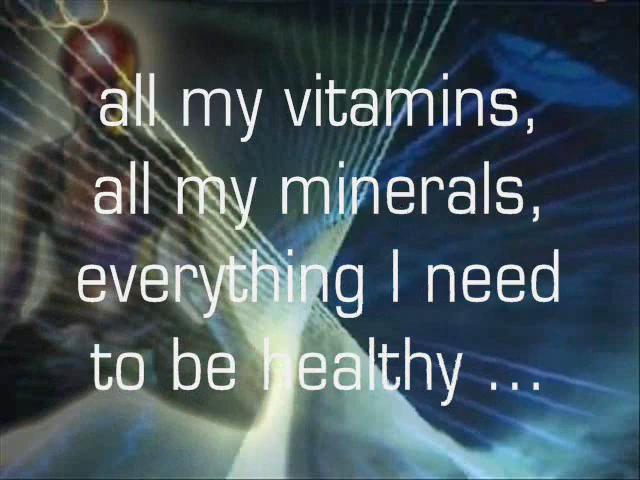 all my vitamins,
all my minerals,
everything I need
to be healthy ...